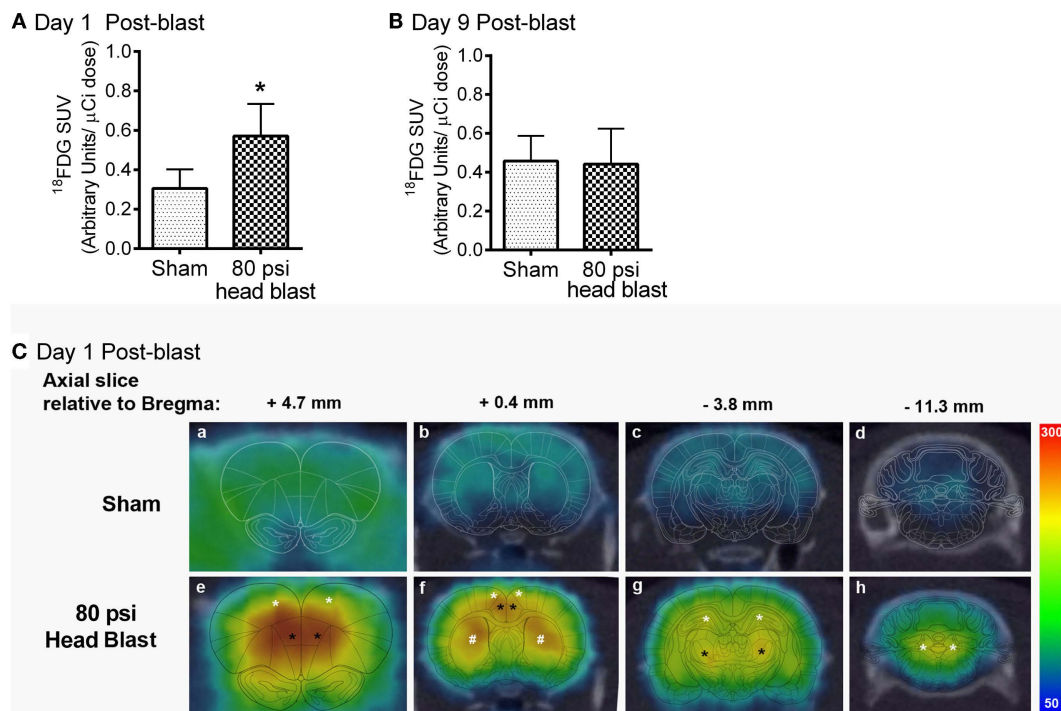 A Day 1 Post-blast
¹⁸FDG SUV
(Arbitrary Units/ μCi dose)
1.0
0.8
0.6
0.4
0.2
0.0
*
Sham
80 psi
head blast
B Day 9 Post-blast
¹⁸FDG SUV
(Arbitrary Units/ μCi dose)
1.0
0.8
0.6
0.4
0.2
0.0
Sham
80 psi
head blast
C Day 1 Post-blast
Axial slice
relative to Bregma: + 4.7 mm + 0.4 mm - 3.8 mm - 11.3 mm
a b c d
300
Sham
e f g h
* * * *
* * * *
* *
* *
# #
* *
80 psi
Head Blast
50